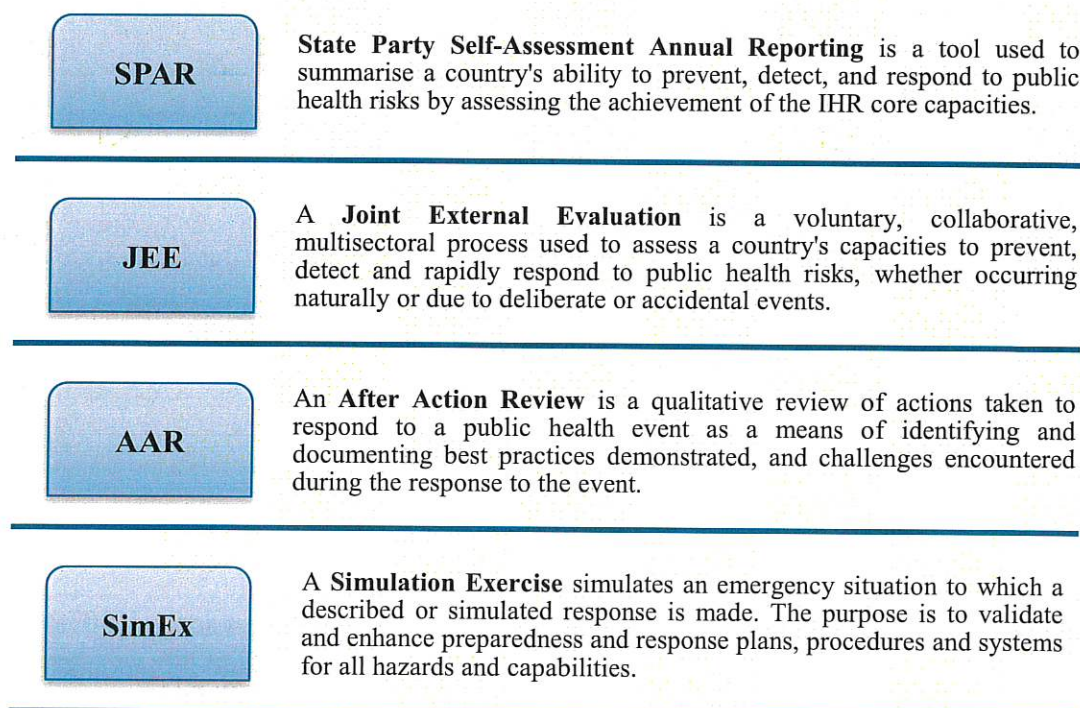 SPAR
State Party Self-Assessment Annual Reporting is a tool used to
summarise a country's ability to prevent, detect, and respond to public
health risks by assessing the achievement of the IHR core capacities.
JEE
A Joint External Evaluation is a voluntary, collaborative,
multisectoral process used to assess a country's capacities to prevent,
detect and rapidly respond to public health risks, whether occurring
naturally or due to deliberate or accidental events.
AAR
An After Action Review is a qualitative review of actions taken to
respond to a public health event as a means of identifying and
documenting best practices demonstrated, and challenges encountered
during the response to the event.
SimEx
A Simulation Exercise simulates an emergency situation to which a
described or simulated response is made. The purpose is to validate
and enhance preparedness and response plans, procedures and systems
for all hazards and capabilities.